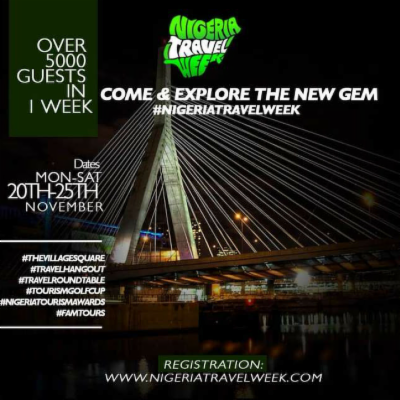 NIGERIA
TRAVEL
WEEK
OVER
5000
GUESTS
IN
1 WEEK
COME & EXPLORE THE NEW GEM
#NIGERIATRAVELWEEK
Dates
MON-SAT
20TH-25TH
NOVEMBER
#THEVILLAGESQUARE
#TRAVELHANGOUT
#TRAVELROUNDTABLE
#TOURISMGOLFCUP
#NIGERIATOURISMAWARDS
#FAMTOURS
REGISTRATION:
WWW.NIGERIATRAVELWEEK.COM